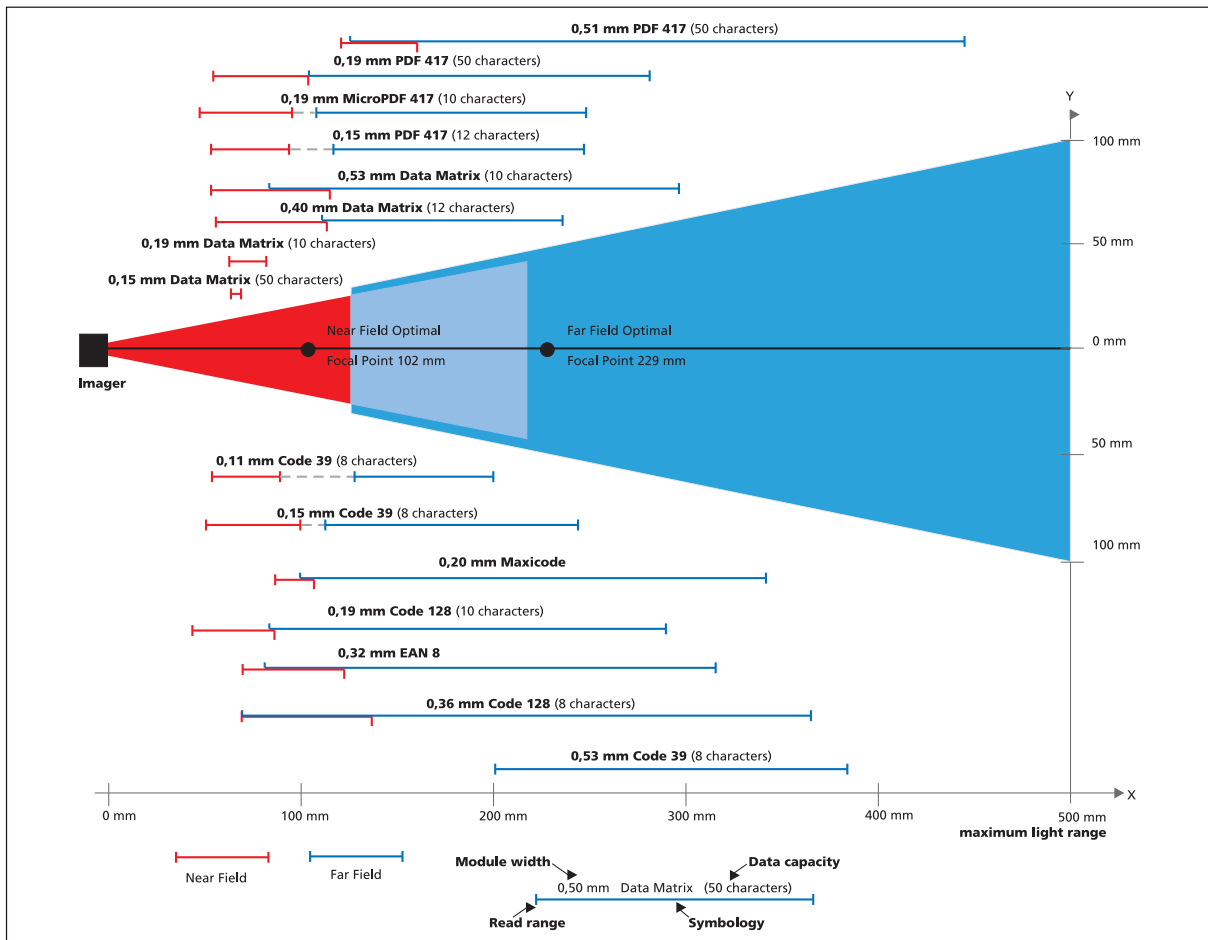 0,51 mm PDF 417 (50 characters)
0,19 mm PDF 417 (50 characters)
0,19 mm MicroPDF 417 (10 characters)
Y
0,15 mm PDF 417 (12 characters)
100 mm
0,53 mm Data Matrix (10 characters)
0,40 mm Data Matrix (12 characters)
0,19 mm Data Matrix (10 characters)
50 mm
0,15 mm Data Matrix (50 characters)
Near Field Optimal
Focal Point 102 mm
Far Field Optimal
Focal Point 229 mm
0 mm
Imager
50 mm
0,11 mm Code 39 (8 characters)
0,15 mm Code 39 (8 characters)
100 mm
0,20 mm Maxicode
0,19 mm Code 128 (10 characters)
0,32 mm EAN 8
0,36 mm Code 128 (8 characters)
0,53 mm Code 39 (8 characters)
X
0 mm
100 mm
200 mm
300 mm
400 mm
500 mm
maximum light range
Near Field
Far Field
Module width
Data capacity
0,50 mm Data Matrix (50 characters)
Read range
Symbology